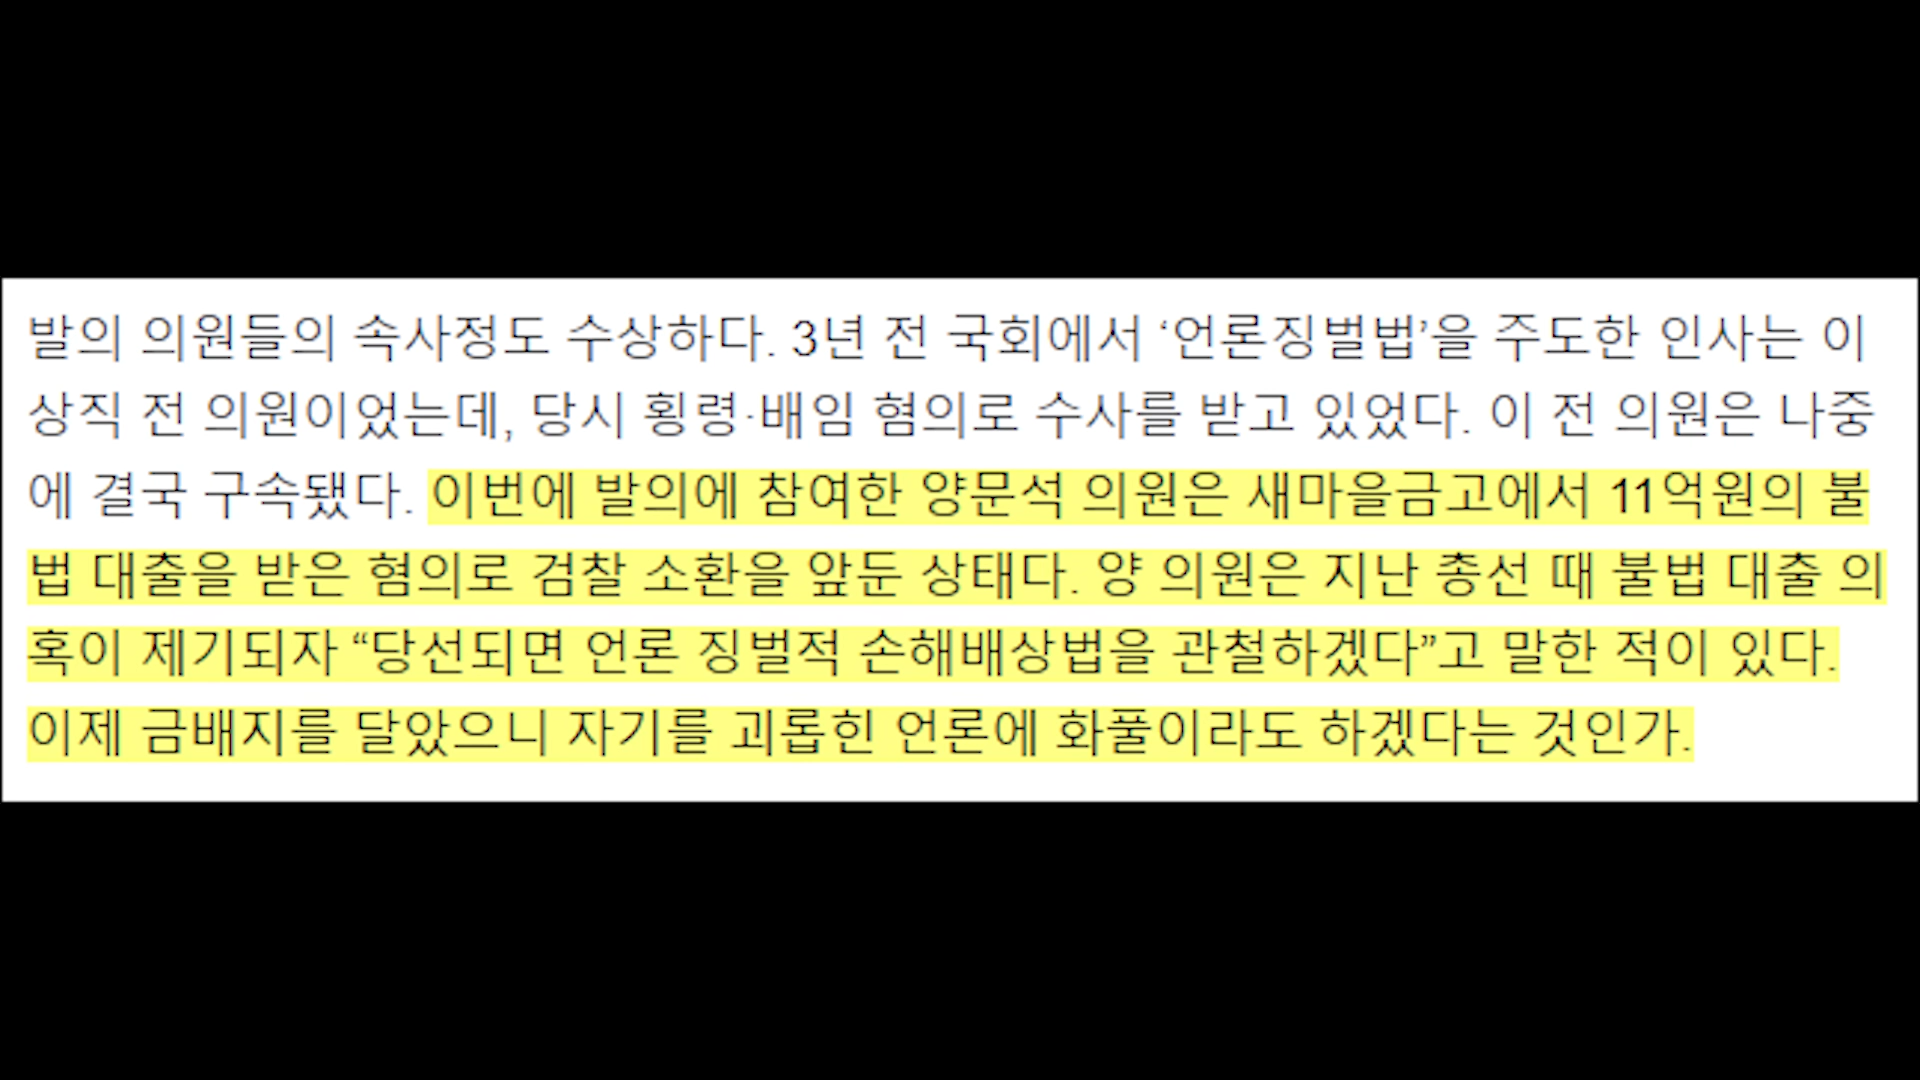 발의 의원들의 속사정도 수상하다. 3년 전 국회에서 ‘언론징벌법’을 주도한 인사는 이
상직 전 의원이었는데, 당시 횡령·배임 혐의로 수사를 받고 있었다. 이 전 의원은 나중
에 결국 구속됐다. 이번에 발의에 참여한 양문석 의원은 새마을금고에서 11억원의 불
법 대출을 받은 혐의로 검찰 소환을 앞둔 상태다. 양 의원은 지난 총선 때 불법 대출 의
혹이 제기되자 “당선되면 언론 징벌적 손해배상법을 관철하겠다”고 말한 적이 있다.
이제 금배지를 달았으니 자기를 괴롭힌 언론에 화풀이라도 하겠다는 것인가.